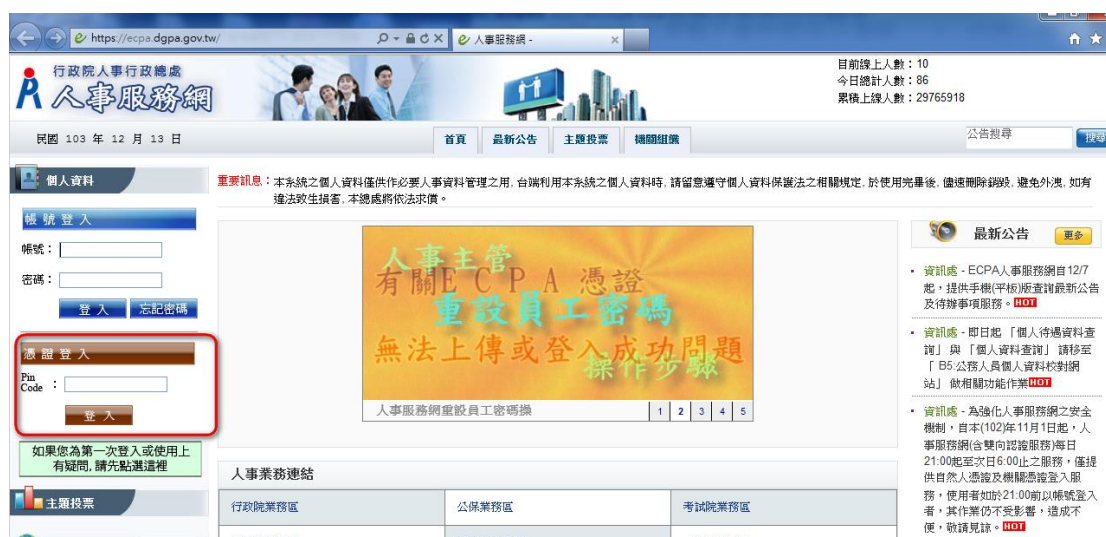 https://ecpa.dgpa.gov.tw/
人事服務網 -
行政院人事行政總處
人事服務網
目前線上人數：10
今日總計人數：86
累積上線人數：29765918
民國 103 年 12 月 13 日
首頁 最新公告 主題投票 機關組織
公告搜尋 搜尋
個人資料
重要訊息：本系統之個人資料僅供作必要人事資料管理之用, 台端利用本系統之個人資料時, 請留意遵守個人資料保護法之相關規定, 於使用完畢後, 儘速刪除銷毀, 避免外洩, 如有
違法致生損害, 本總處將依法求償。
帳 號 登 入
帳號：
密碼：
登 入 忘記密碼
憑 證 登 入
Pin
Code ：
登 入
如果您為第一次登入或使用上
有疑問, 請先點選這裡
主題投票
人事主管
有關ECPA 憑證
重設員工密碼
無法上傳或登入成功問題
操作步驟
人事服務網重設員工密碼操
1 2 3 4 5
人事業務連結
行政院業務區 公保業務區 考試院業務區
最新公告 更多
資訊處 - ECPA人事服務網自12/7
起，提供手機(平板)版查詢最新公告
及待辦事項服務。HOT
資訊處 - 即日起 「個人待遇資料查
詢」 與 「個人資料查詢」 請移至
「 B5:公務人員個人資料校對網
站」 做相關功能作業HOT
資訊處 - 為強化人事服務網之安全
機制，自本(102)年11月1日起，人
事服務網(含雙向認證服務)每日
21:00起至次日6:00止之服務，僅提
供自然人憑證及機關憑證登入服
務，使用者如於21:00前以帳號登入
者，其作業仍不受影響，造成不
便，敬請見諒。HOT